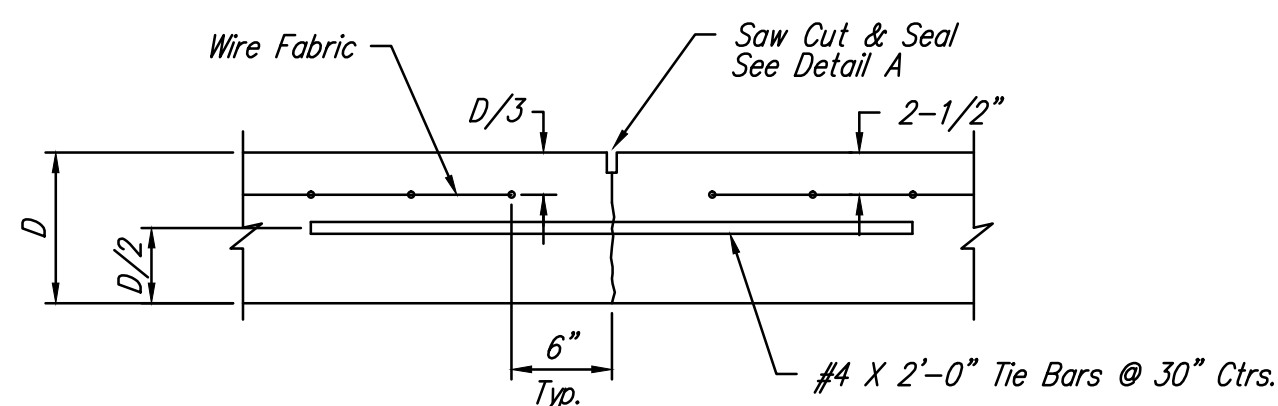 Wire Fabric
Saw Cut & Seal
See Detail A
D/3
2-1/2"
D
D/2
6"
Typ.
#4 X 2'-0" Tie Bars @ 30" Ctrs.